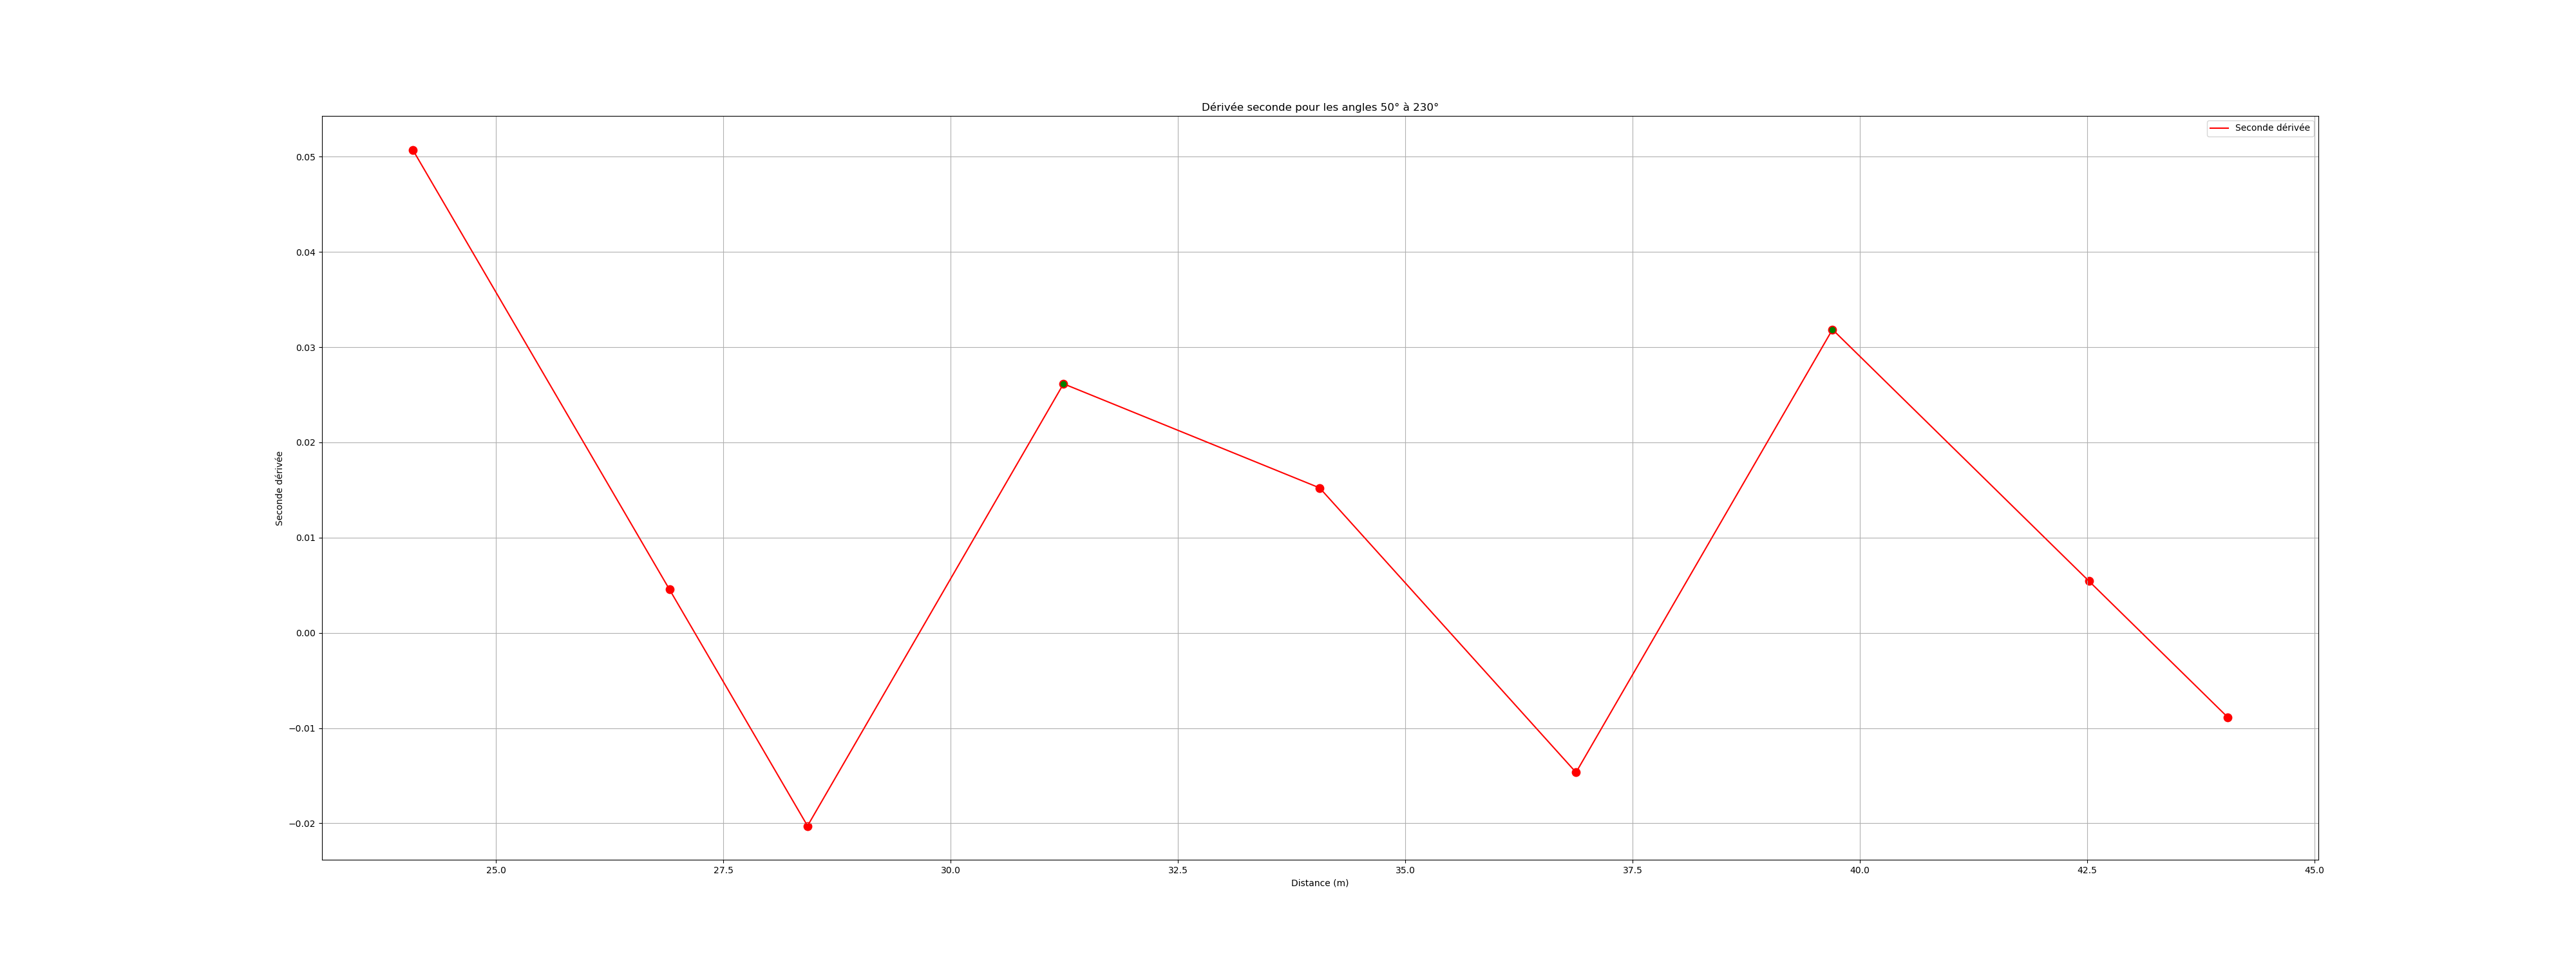 Dérivée seconde pour les angles 50° à 230°
Seconde dérivée
0.05
0.04
0.03
0.02
0.01
0.00
−0.01
−0.02
Seconde dérivée
25.0 27.5 30.0 32.5 35.0 37.5 40.0 42.5 45.0
Distance (m)